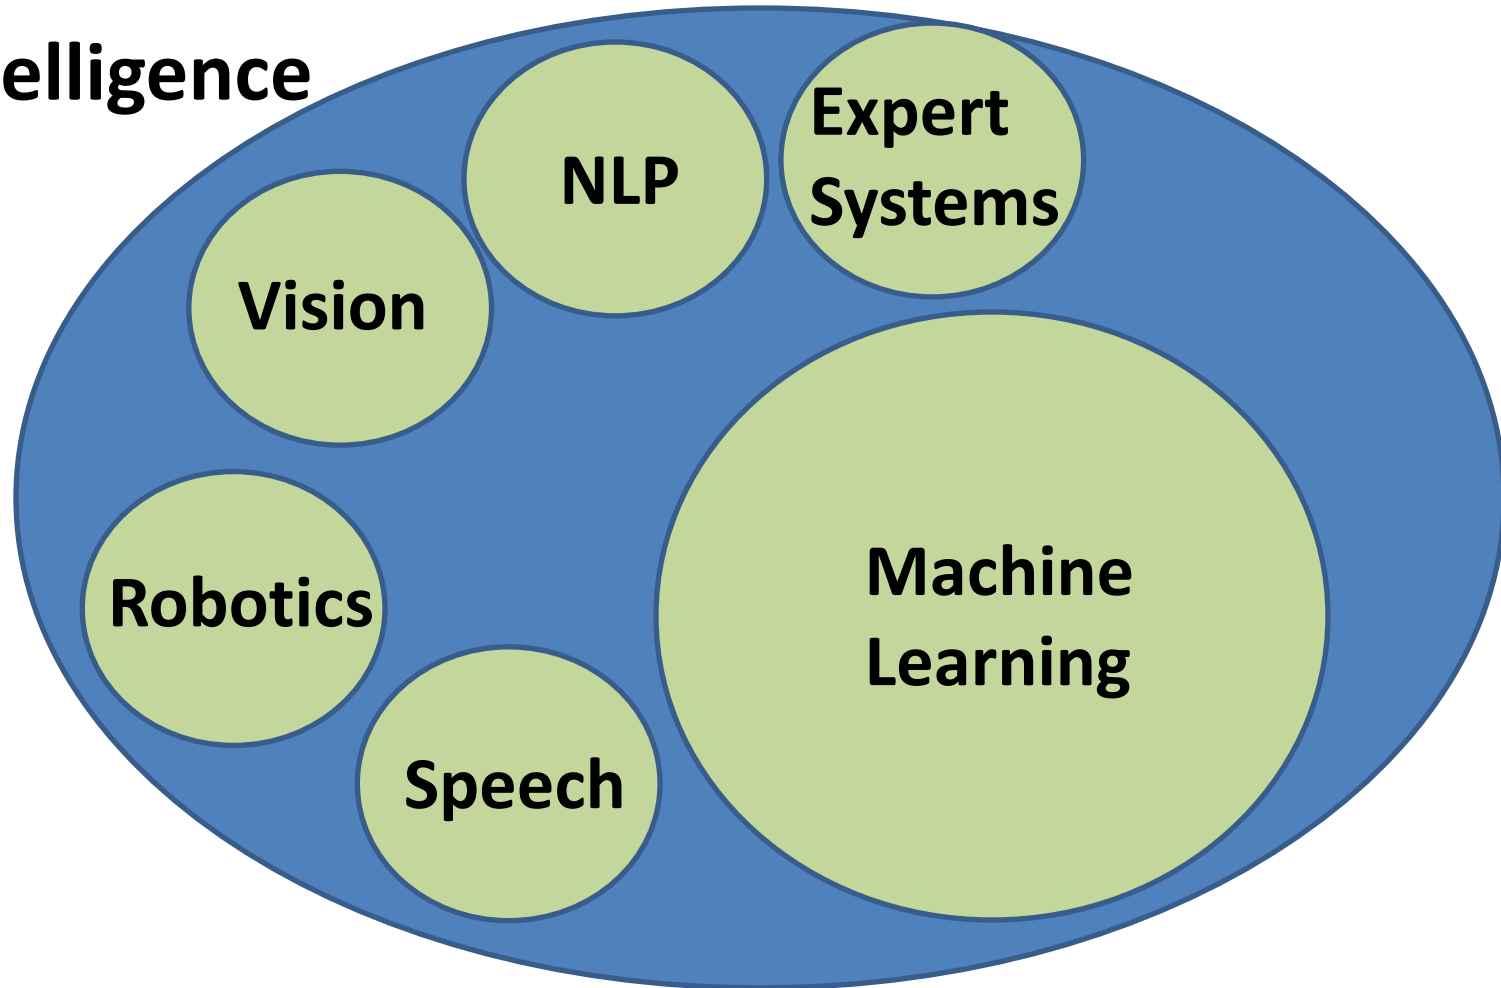 elligence
NLP
Expert
Systems
Vision
Machine
Learning
Robotics
Speech